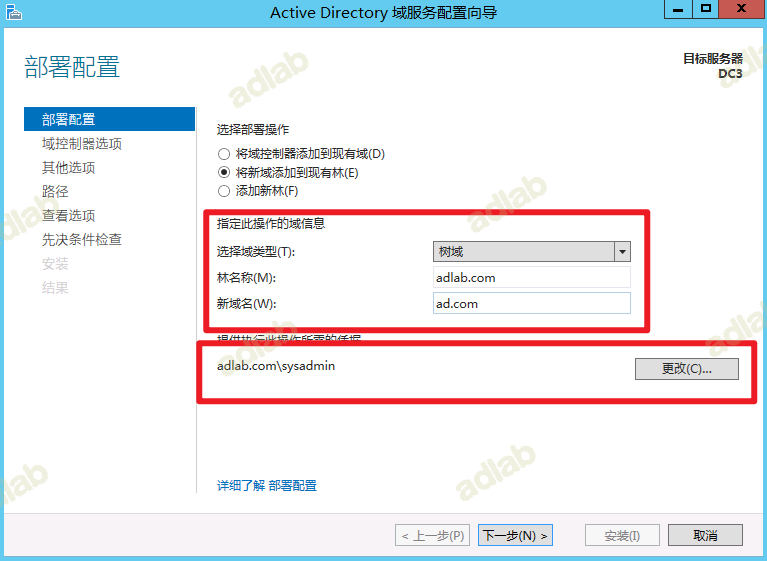 Active Directory 域服务配置向导
部署配置
目标服务器
DC3
部署配置
域控制器选项
其他选项
路径
查看选项
先决条件检查
安装
结果
选择部署操作
将域控制器添加到现有域(D)
将新域添加到现有林(E)
添加新林(F)
指定此操作的域信息
选择域类型(T): 树域
林名称(M): adlab.com
新域名(W): ad.com
提供执行此操作所需的凭据
adlab.com\sysadmin 更改(C)...
详细了解 部署配置
< 上一步(P) 下一步(N) > 安装(I) 取消
adlab
adlab
adlab
adlab
adlab
adlab
adlab
adlab